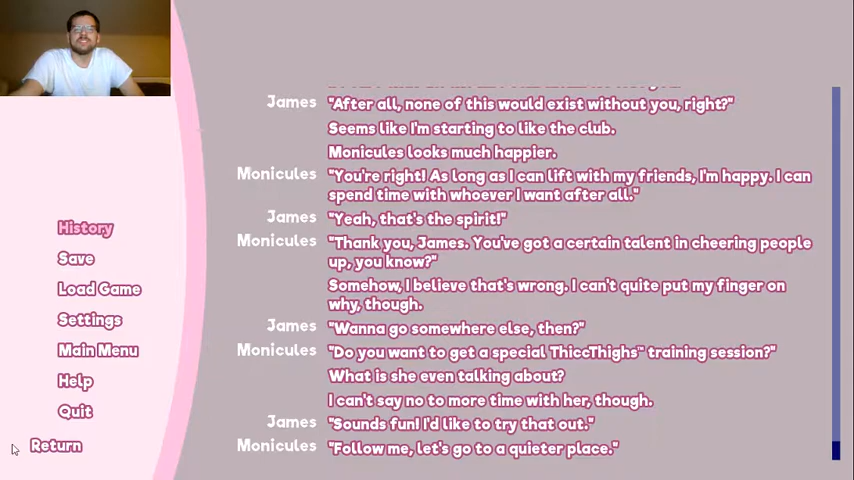 James "After all, none of this would exist without you, right?"
Seems like I'm starting to like the club.
Monicules looks much happier.
Monicules "You're right! As long as I can lift with my friends, I'm happy. I can
spend time with whoever I want after all."
James "Yeah, that's the spirit!"
Monicules "Thank you, James. You've got a certain talent in cheering people
up, you know?"
Somehow, I believe that's wrong. I can't quite put my finger on
why, though.
James "Wanna go somewhere else, then?"
Monicules "Do you want to get a special ThiccThighs™ training session?"
What is she even talking about?
I can't say no to more time with her, though.
James "Sounds fun! I'd like to try that out."
Monicules "Follow me, let's go to a quieter place."
History
Save
Load Game
Settings
Main Menu
Help
Quit
Return